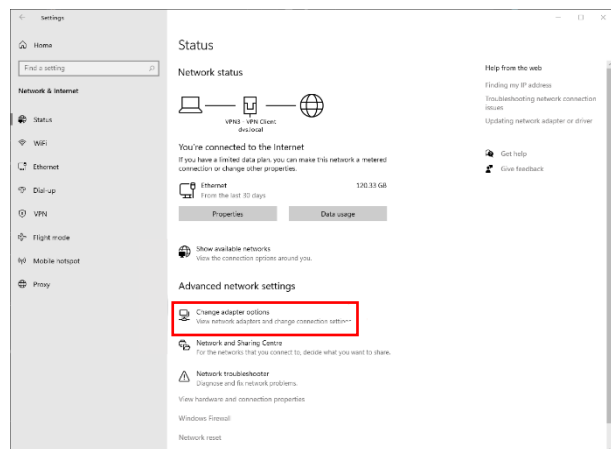 Settings
Home
Find a setting
Network & Internet
Status
WiFi
Ethernet
Dial-up
VPN
Flight mode
Mobile hotspot
Proxy
Status
Network status
VPN3 - VPN Client
dvs.local
You're connected to the Internet
If you have a limited data plan, you can make this network a metered
connection or change other properties.
Ethernet
From the last 30 days
120.33 GB
Properties
Data usage
Show available networks
View the connection options around you.
Advanced network settings
Change adapter options
View network adapters and change connection settings.
Network and Sharing Centre
For the networks that you connect to, decide what you want to share.
Network troubleshooter
Diagnose and fix network problems.
View hardware and connection properties
Windows Firewall
Network reset
Help from the web
Finding my IP address
Troubleshooting network connection
issues
Updating network adapter or driver
Get help
Give feedback